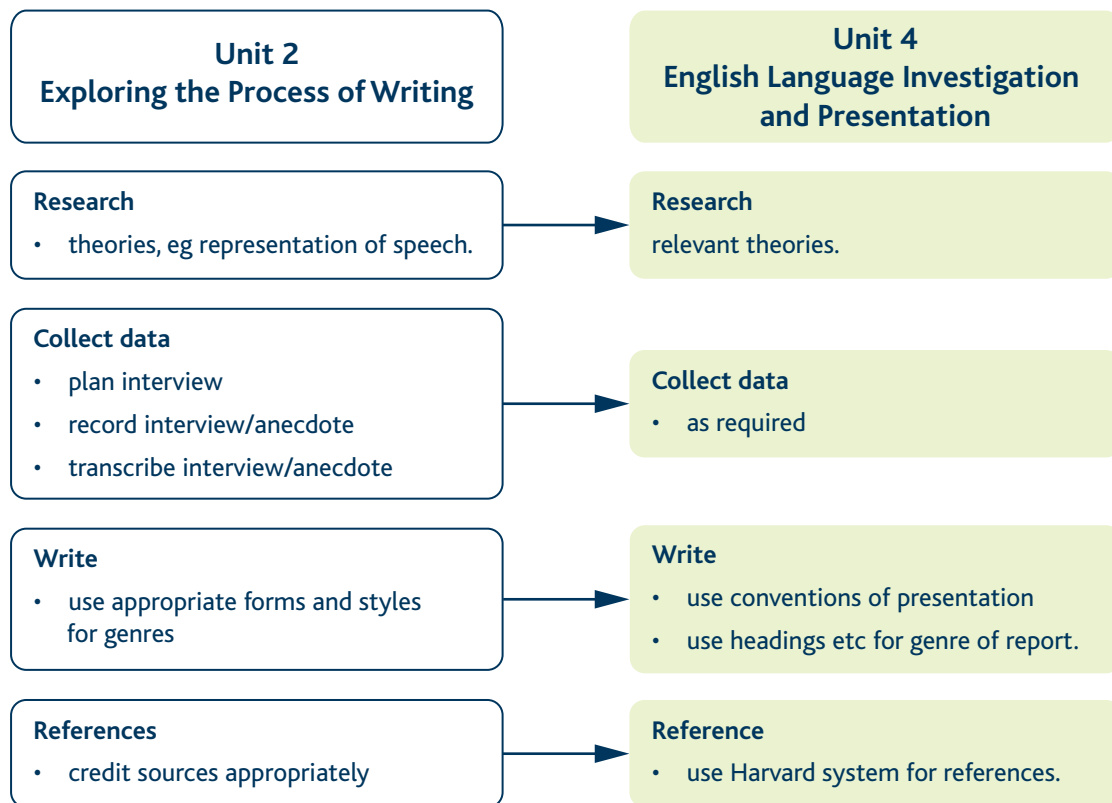 Unit 2
Exploring the Process of Writing
Unit 4
English Language Investigation
and Presentation
Research
• theories, eg representation of speech.
Research
relevant theories.
Collect data
• plan interview
• record interview/anecdote
• transcribe interview/anecdote
Collect data
• as required
Write
• use appropriate forms and styles
for genres
Write
• use conventions of presentation
• use headings etc for genre of report.
References
• credit sources appropriately
Reference
• use Harvard system for references.